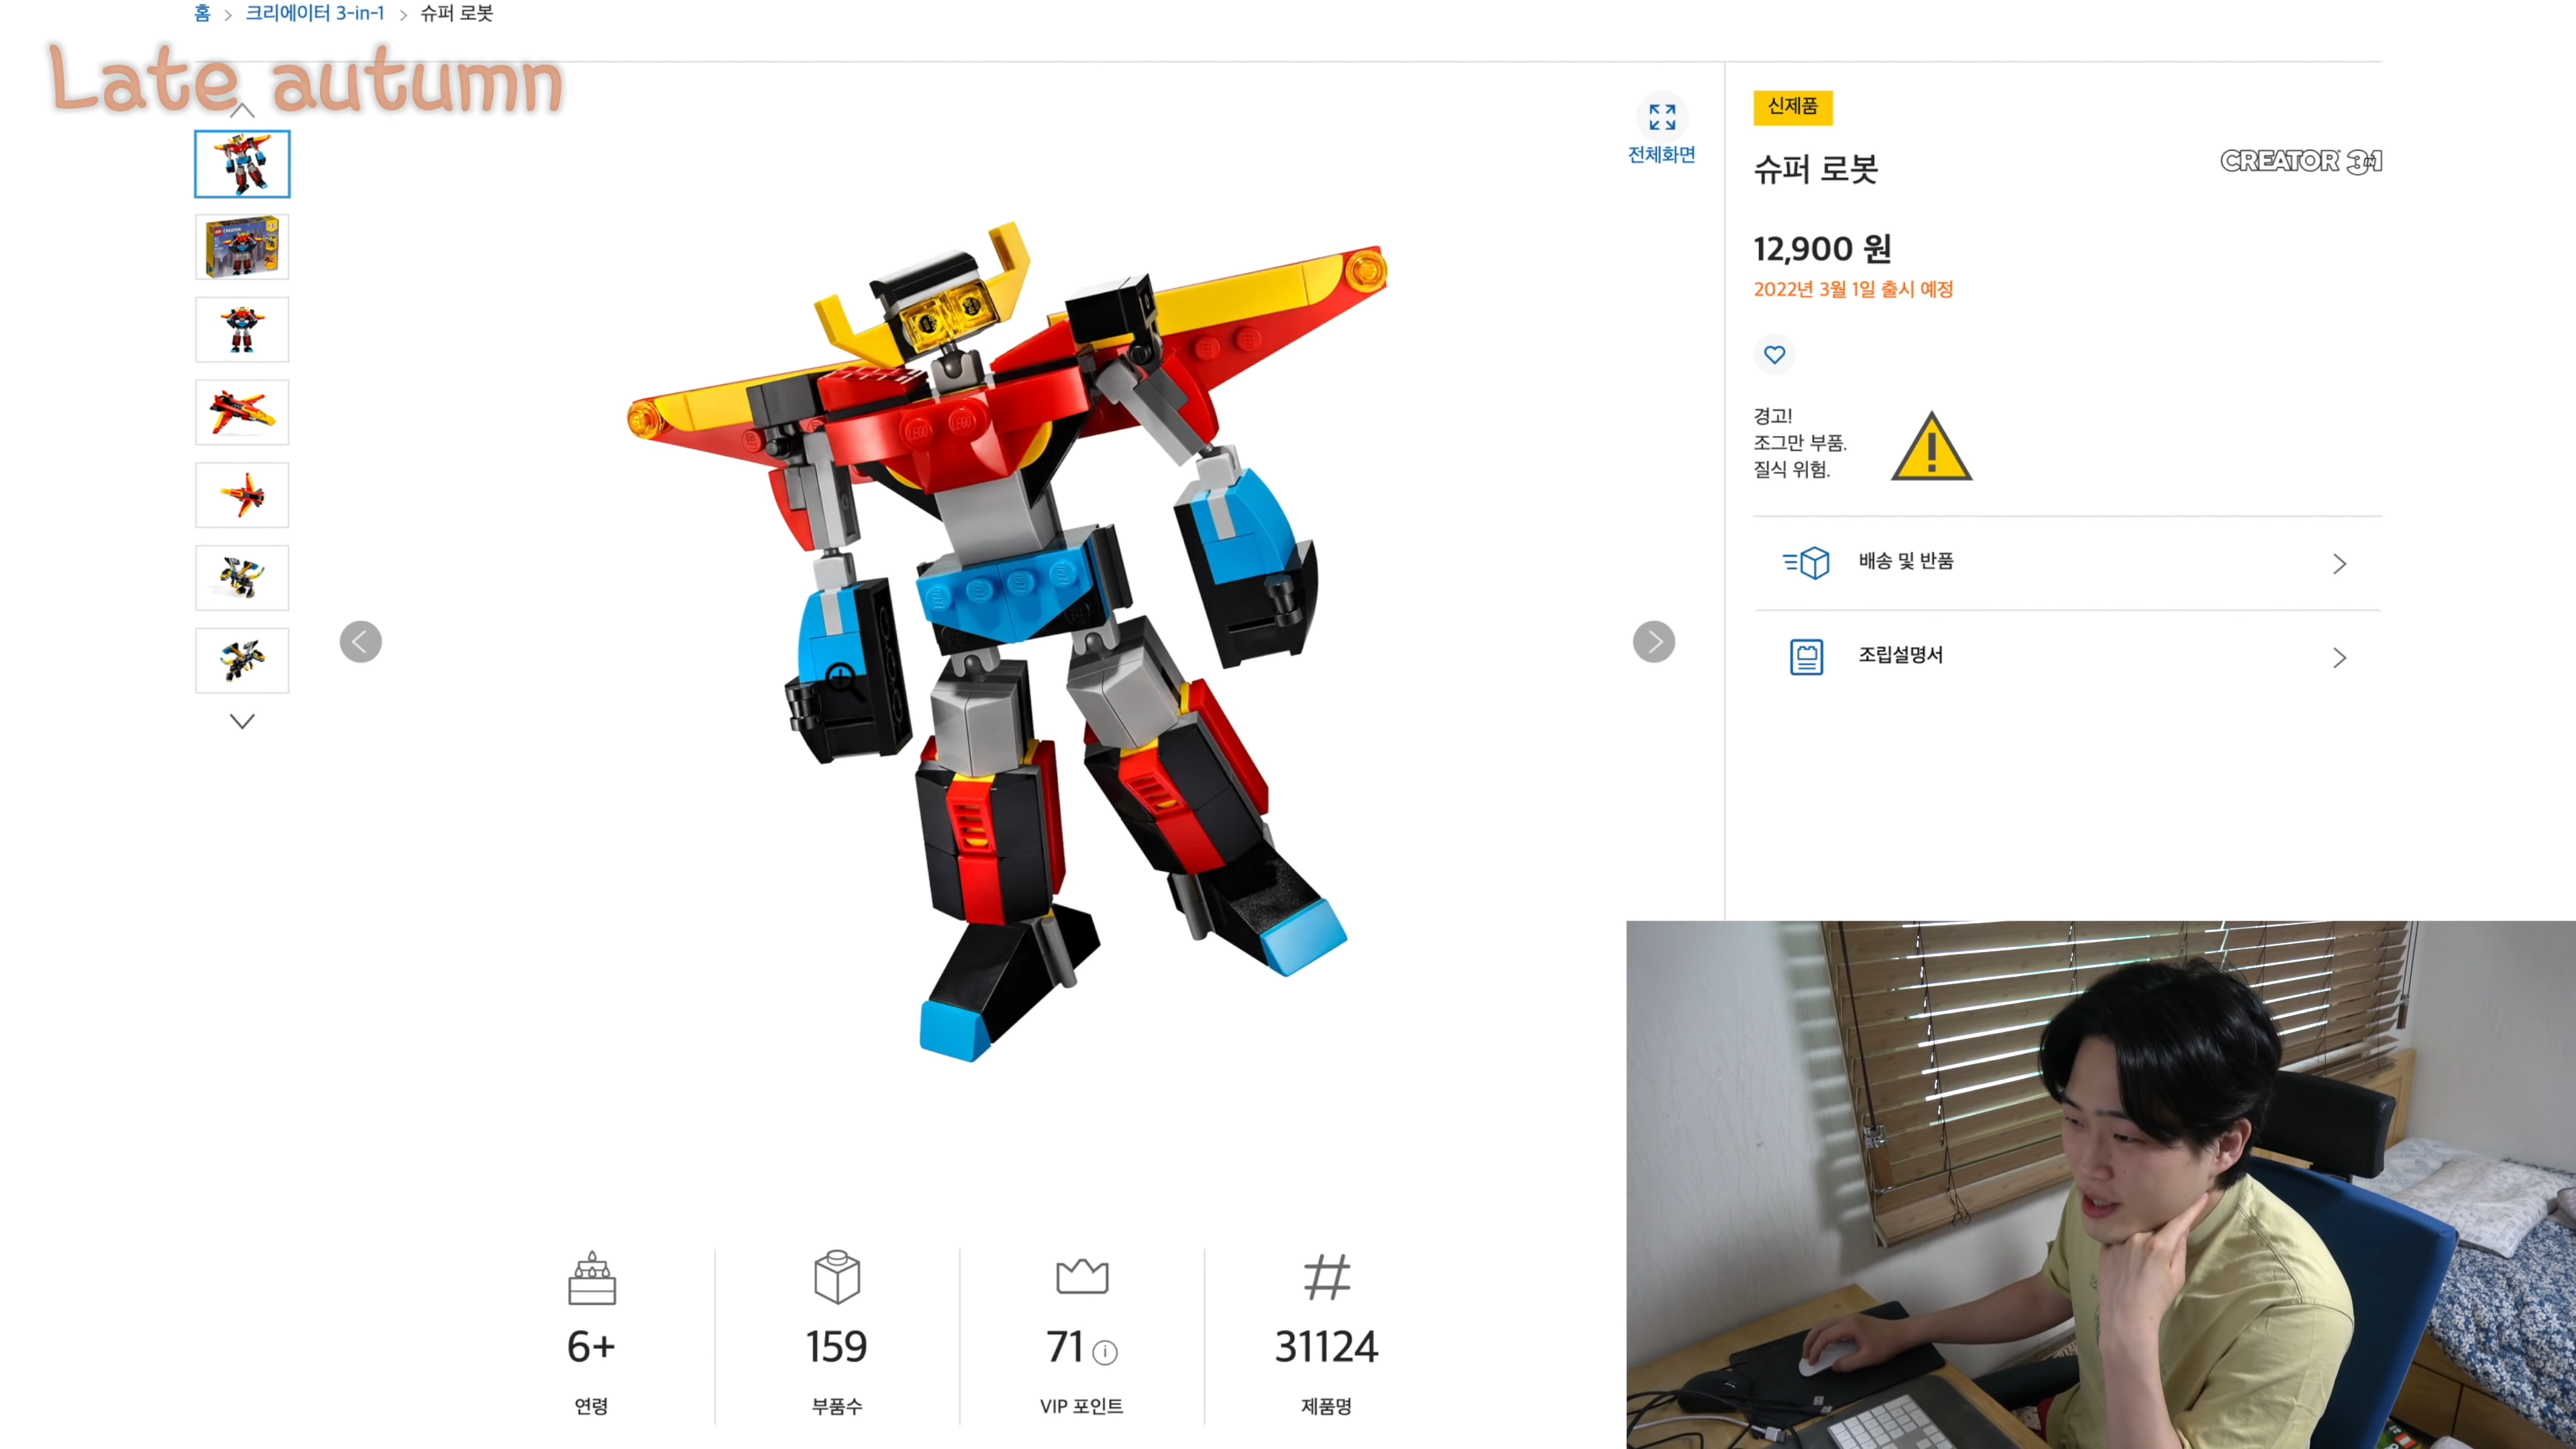 홈 > 크리에이터 3-in-1 > 슈퍼 로봇
Late autumn
전체화면
신제품
슈퍼 로봇
CREATOR 3in1
12,900 원
2022년 3월 1일 출시 예정
경고!
조그만 부품.
질식 위험.
배송 및 반품
조립설명서
LEGO LEGO
6+
159
71
31124
연령
부품수
VIP 포인트
제품명